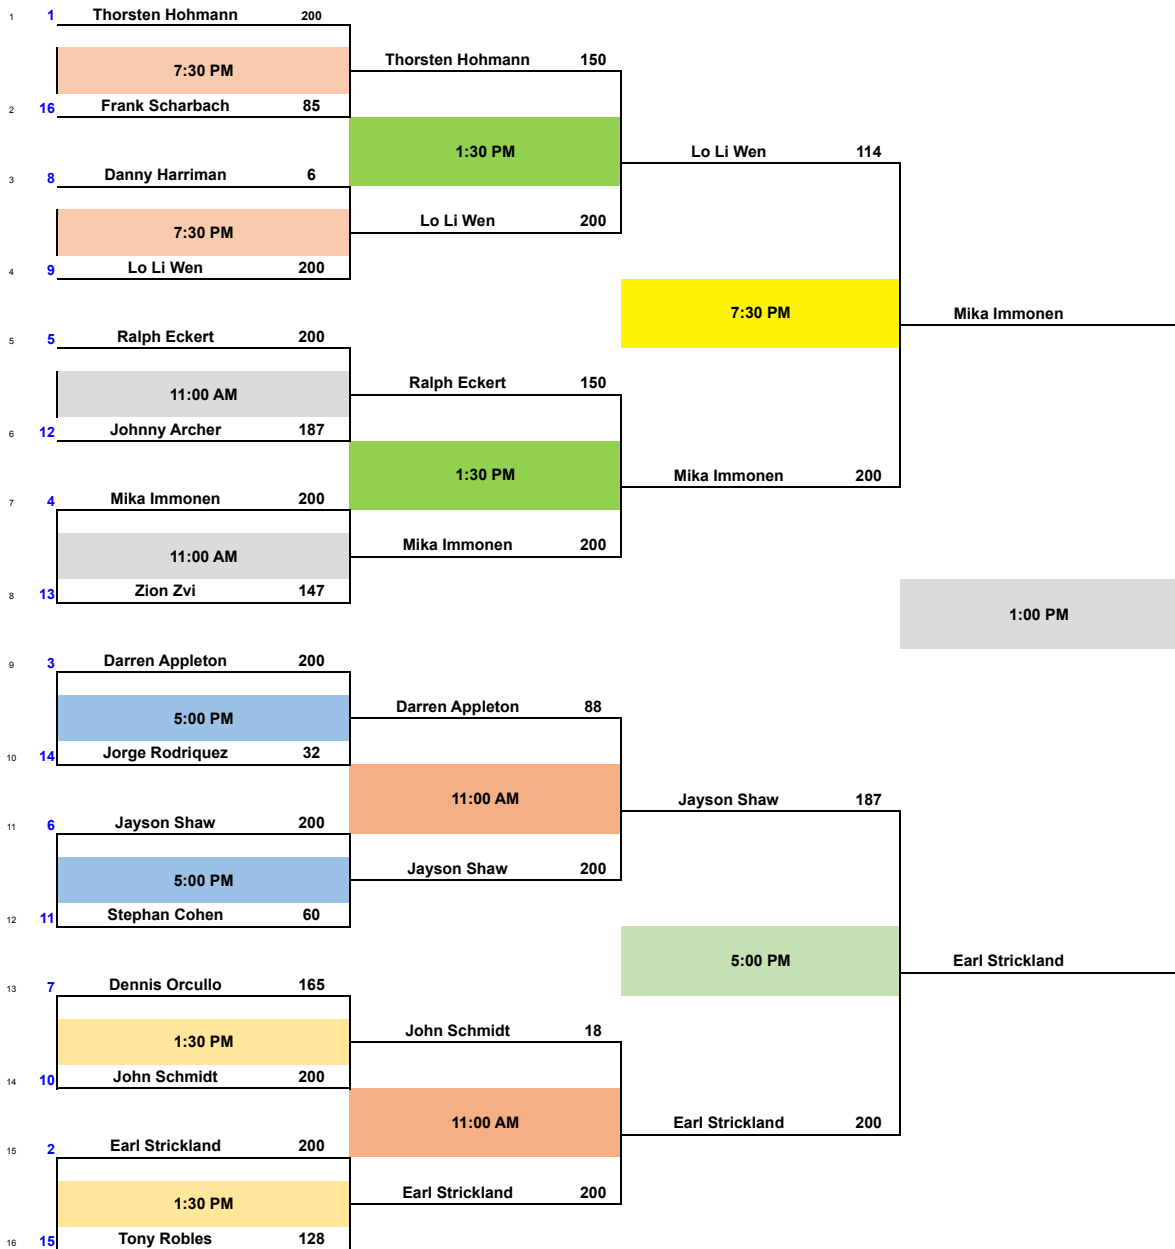 1 1 Thorsten Hohmann 200
Thorsten Hohmann 150
7:30 PM
2 16 Frank Scharbach 85
1:30 PM
Lo Li Wen 114
3 8 Danny Harriman 6
Lo Li Wen 200
7:30 PM
4 9 Lo Li Wen 200
7:30 PM
Mika Immonen
5 5 Ralph Eckert 200
Ralph Eckert 150
11:00 AM
6 12 Johnny Archer 187
1:30 PM
Mika Immonen 200
7 4 Mika Immonen 200
Mika Immonen 200
11:00 AM
8 13 Zion Zvi 147
1:00 PM
9 3 Darren Appleton 200
Darren Appleton 88
5:00 PM
10 14 Jorge Rodriquez 32
11:00 AM
Jayson Shaw 187
11 6 Jayson Shaw 200
Jayson Shaw 200
5:00 PM
12 11 Stephan Cohen 60
5:00 PM
Earl Strickland
13 7 Dennis Orcullo 165
John Schmidt 18
1:30 PM
14 10 John Schmidt 200
11:00 AM
Earl Strickland 200
15 2 Earl Strickland 200
Earl Strickland 200
1:30 PM
16 15 Tony Robles 128